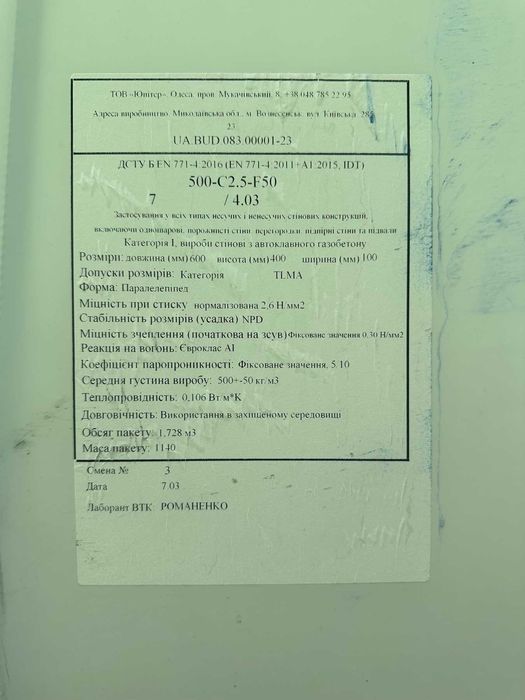 ТОВ «Юнітер», Одеса, пров. Мукачівський, 8, +38 048 785 22 95
Адреса виробництво, Миколаївська обл., м. Вознесенськ, вул. Київська, 285
23
UA.BUD.083.00001-23
ДСТУ Б EN 771-4:2016 (EN 771-4:2011+A1:2015, IDT)
500-C2.5-F50
7 / 4.03
Застосування у всіх типах несучих і ненесучих стінових конструкцій,
включаючи одношарові, порожнисті стіни, перегородки, підпірні стіни та підвали
Категорія I, вироби стінові з автоклавного газобетону
Розміри: довжина (мм) 600 висота (мм) 400 ширина (мм) 100
Допуски розмірів: Категорія TLMA
Форма: Паралелепіпед
Міцність при стиску нормалізована 2,6 Н/мм2
Стабільність розмірів (усадка) NPD
Міцність зчеплення (початкова на зсув) Фіксоване значення 0,30 Н/мм2
Реакція на вогонь: Євроклас А1
Коефіцієнт паропроникності: Фіксоване значення, 5/10
Середня густина виробу: 500+-50 кг/м3
Теплопровідність: 0,106 Вт/м*К
Довговічність: Використання в захищеному середовищі
Обсяг пакету: 1,728 м3
Маса пакету: 1140
Смена № 3
Дата 7.03
Лаборант ВТК РОМАНЕНКО